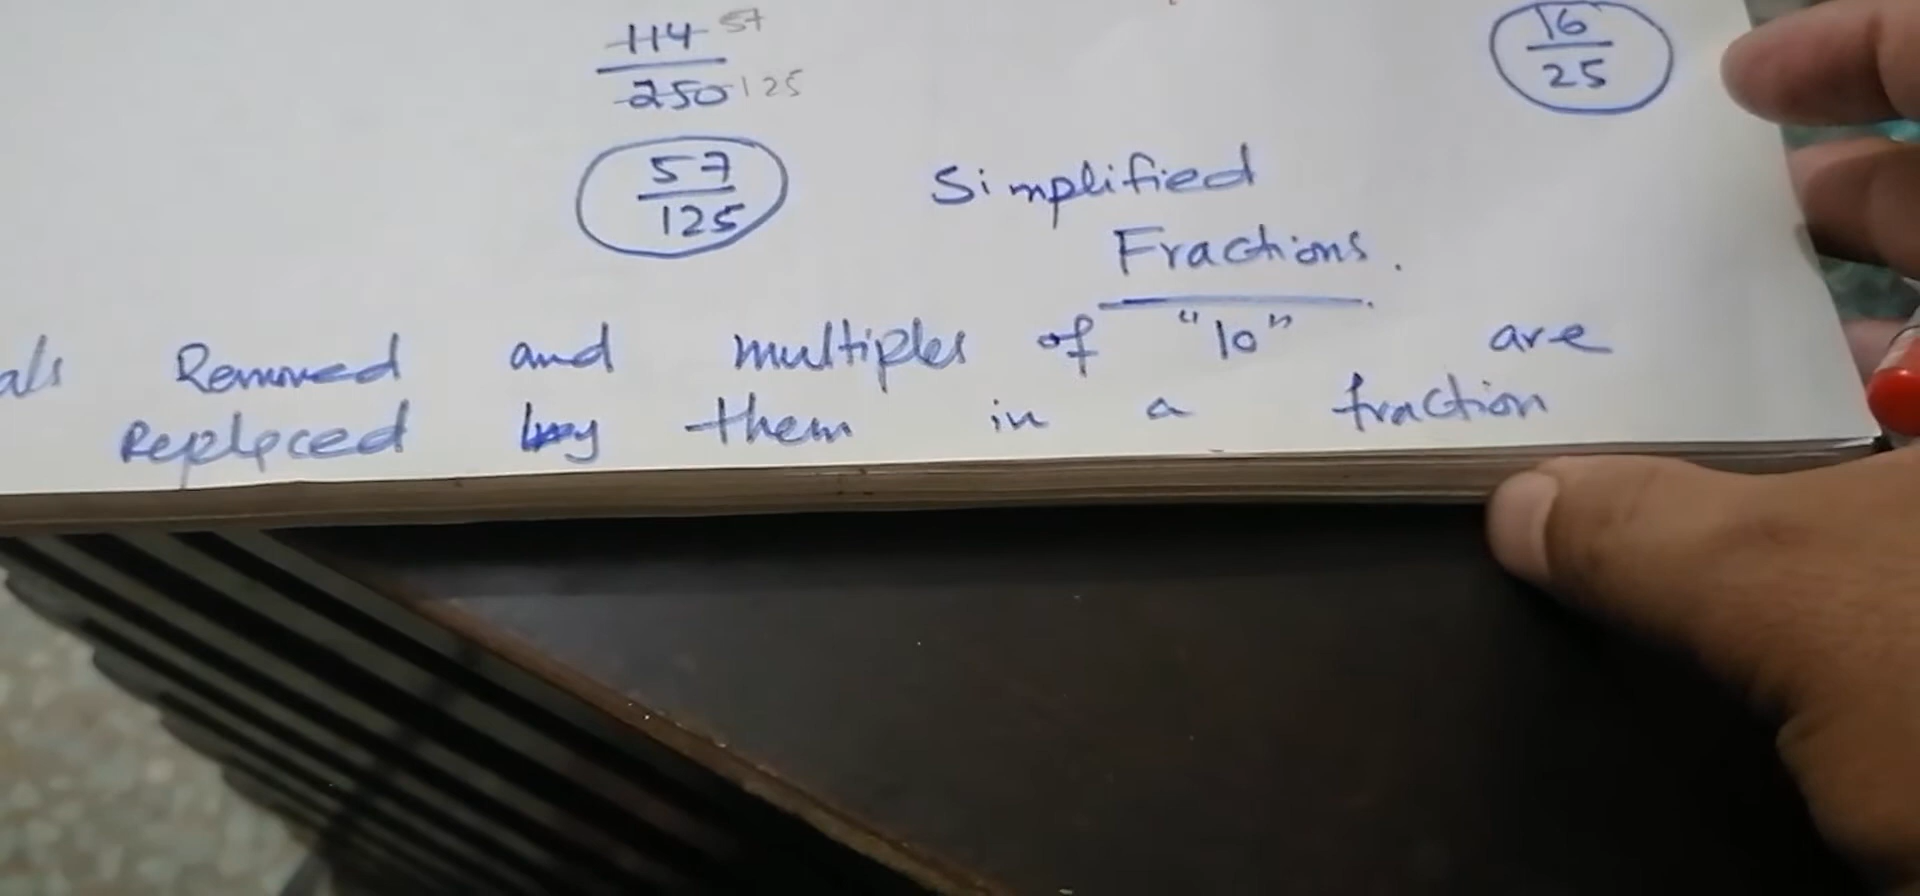 114 57
250 125
16
25
57
125
Simplified
Fractions.
als Removed and multiples of "10" are
Replaced by them in a fraction